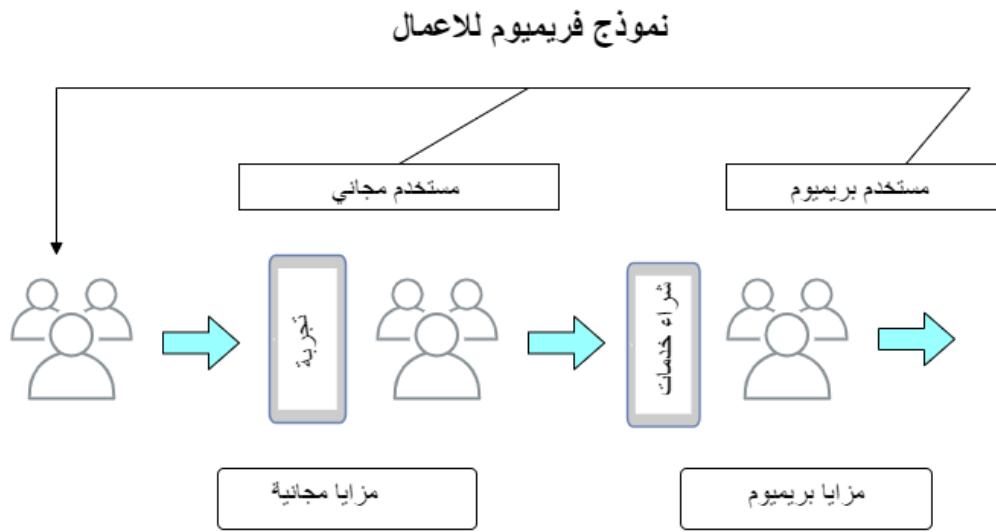 نموذج فريميوم للاعمال
مستخدم بريميوم
مستخدم مجاني
شراء خدمات
تجربة
مزايا بريميوم
مزايا مجانية